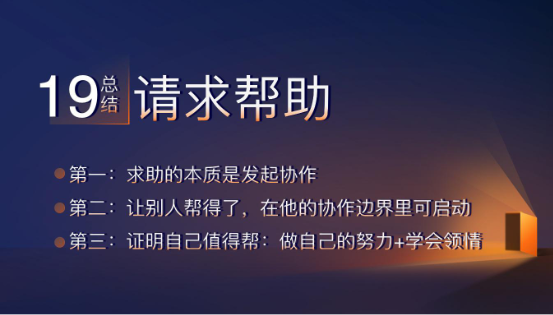 19 总结 请求帮助
第一：求助的本质是发起协作
第二：让别人帮得了，在他的协作边界里可启动
第三：证明自己值得帮：做自己的努力+学会领情